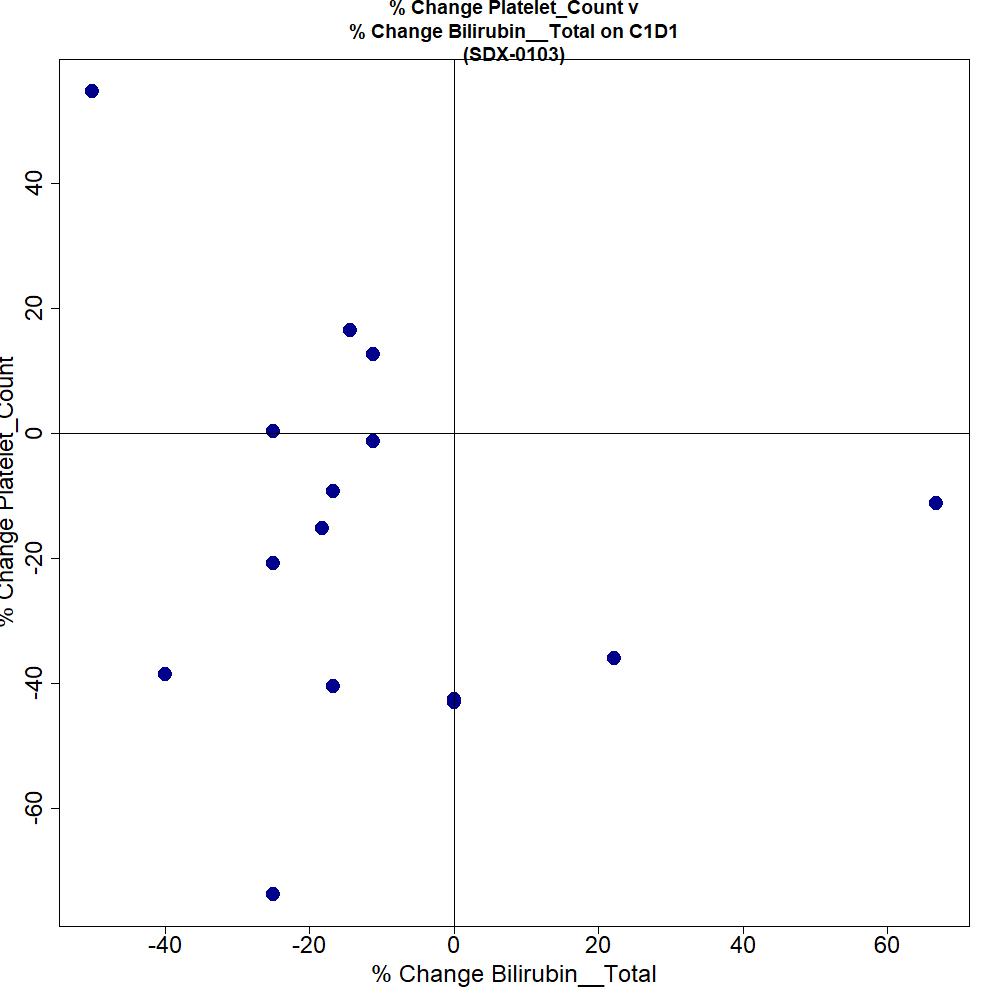 % Change Platelet_Count v
% Change Bilirubin__Total on C1D1
(SDX-0103)
% Change Platelet_Count
40
20
0
-20
-40
-60
-40
-20
0
20
40
60
% Change Bilirubin__Total